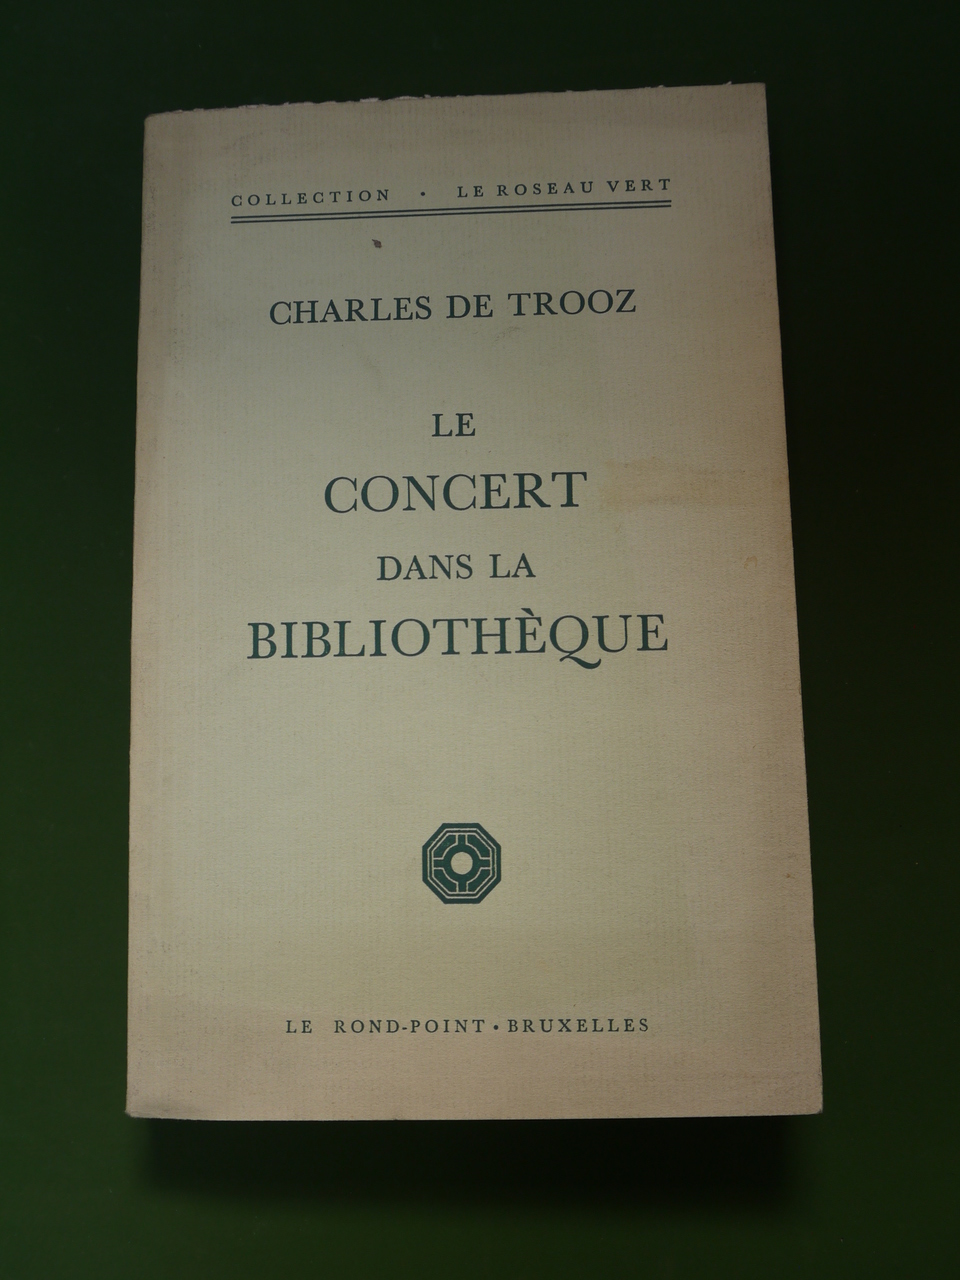 COLLECTION • LE ROSEAU VERT
CHARLES DE TROOZ
LE
CONCERT
DANS LA
BIBLIOTHÈQUE
LE ROND-POINT • BRUXELLES